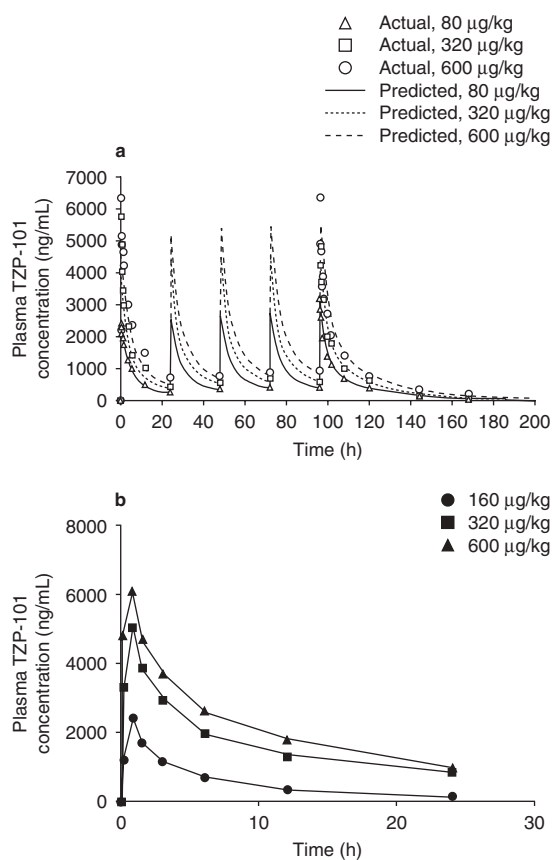 Actual, 80 μg/kg
Actual, 320 μg/kg
Actual, 600 μg/kg
Predicted, 80 μg/kg
Predicted, 320 μg/kg
Predicted, 600 μg/kg
a
Plasma TZP-101
concentration (ng/mL)
7000
6000
5000
4000
3000
2000
1000
0
0 20 40 60 80 100 120 140 160 180 200
Time (h)
b
160 μg/kg
320 μg/kg
600 μg/kg
Plasma TZP-101
concentration (ng/mL)
8000
6000
4000
2000
0
0 10 20 30
Time (h)